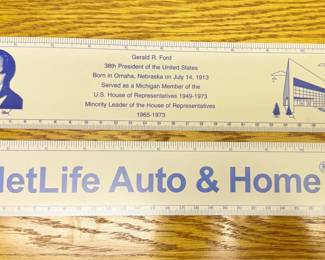 Gerald R. Ford
38th President of the United States
Born in Omaha, Nebraska on July 14, 1913
Served as a Michigan Member of the
U.S. House of Representatives 1949-1973
Minority Leader of the House of Representatives
1965-1973
MetLife Auto & Home®